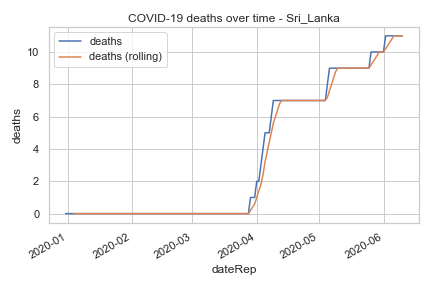 COVID-19 deaths over time - Sri_Lanka
deaths
deaths (rolling)
deaths
10
8
6
4
2
0
2020-01
2020-02
2020-03
2020-04
2020-05
2020-06
dateRep